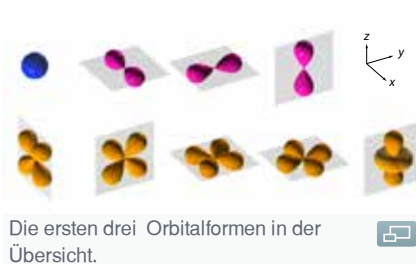 z
y
x
Die ersten drei Orbitalformen in der
Übersicht.